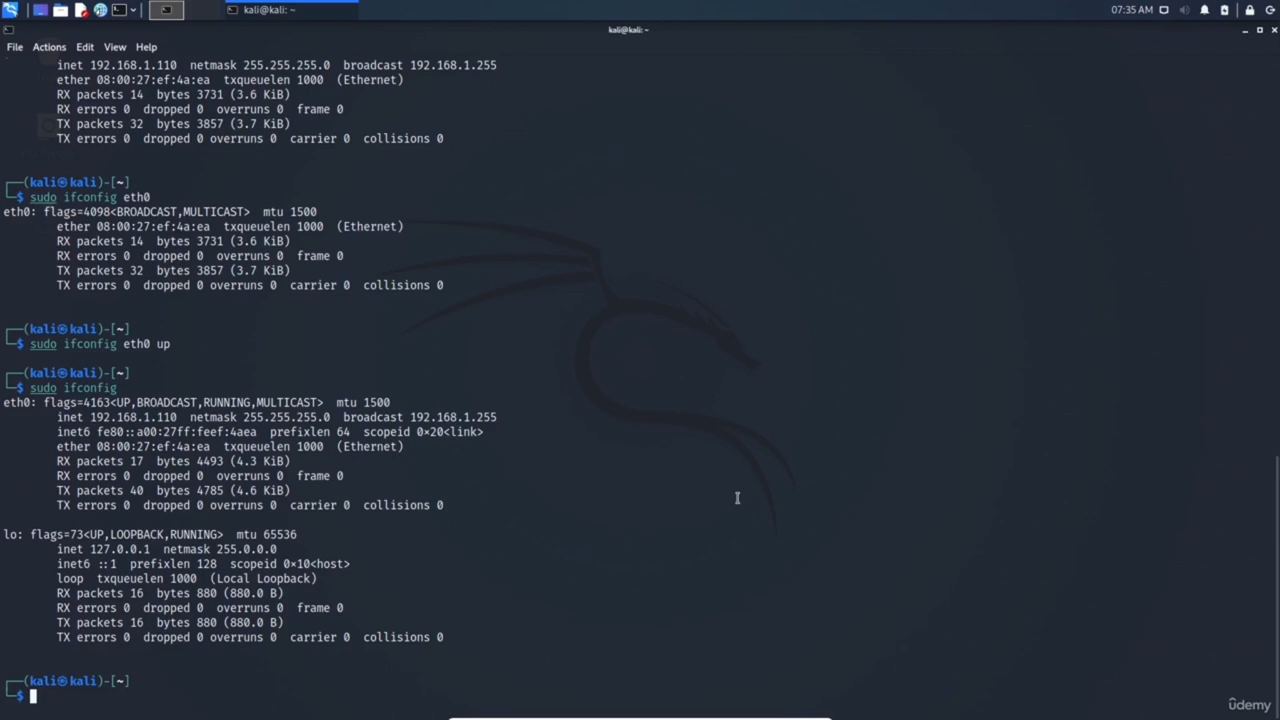 kali@kali: ~
07:35 AM
kali@kali: ~
File Actions Edit View Help
inet 192.168.1.110 netmask 255.255.255.0 broadcast 192.168.1.255
ether 08:00:27:ef:4a:ea txqueuelen 1000 (Ethernet)
RX packets 14 bytes 3731 (3.6 KiB)
RX errors 0 dropped 0 overruns 0 frame 0
TX packets 32 bytes 3857 (3.7 KiB)
TX errors 0 dropped 0 overruns 0 carrier 0 collisions 0
┌──(kali㉿kali)-[~]
└─$ sudo ifconfig eth0
eth0: flags=4098<BROADCAST,MULTICAST> mtu 1500
ether 08:00:27:ef:4a:ea txqueuelen 1000 (Ethernet)
RX packets 14 bytes 3731 (3.6 KiB)
RX errors 0 dropped 0 overruns 0 frame 0
TX packets 32 bytes 3857 (3.7 KiB)
TX errors 0 dropped 0 overruns 0 carrier 0 collisions 0
┌──(kali㉿kali)-[~]
└─$ sudo ifconfig eth0 up
┌──(kali㉿kali)-[~]
└─$ sudo ifconfig
eth0: flags=4163<UP,BROADCAST,RUNNING,MULTICAST> mtu 1500
inet 192.168.1.110 netmask 255.255.255.0 broadcast 192.168.1.255
inet6 fe80::a00:27ff:feef:4aea prefixlen 64 scopeid 0×20<link>
ether 08:00:27:ef:4a:ea txqueuelen 1000 (Ethernet)
RX packets 17 bytes 4493 (4.3 KiB)
RX errors 0 dropped 0 overruns 0 frame 0
TX packets 40 bytes 4785 (4.6 KiB)
TX errors 0 dropped 0 overruns 0 carrier 0 collisions 0
lo: flags=73<UP,LOOPBACK,RUNNING> mtu 65536
inet 127.0.0.1 netmask 255.0.0.0
inet6 ::1 prefixlen 128 scopeid 0×10<host>
loop txqueuelen 1000 (Local Loopback)
RX packets 16 bytes 880 (880.0 B)
RX errors 0 dropped 0 overruns 0 frame 0
TX packets 16 bytes 880 (880.0 B)
TX errors 0 dropped 0 overruns 0 carrier 0 collisions 0
┌──(kali㉿kali)-[~]
└─$
ûdemy